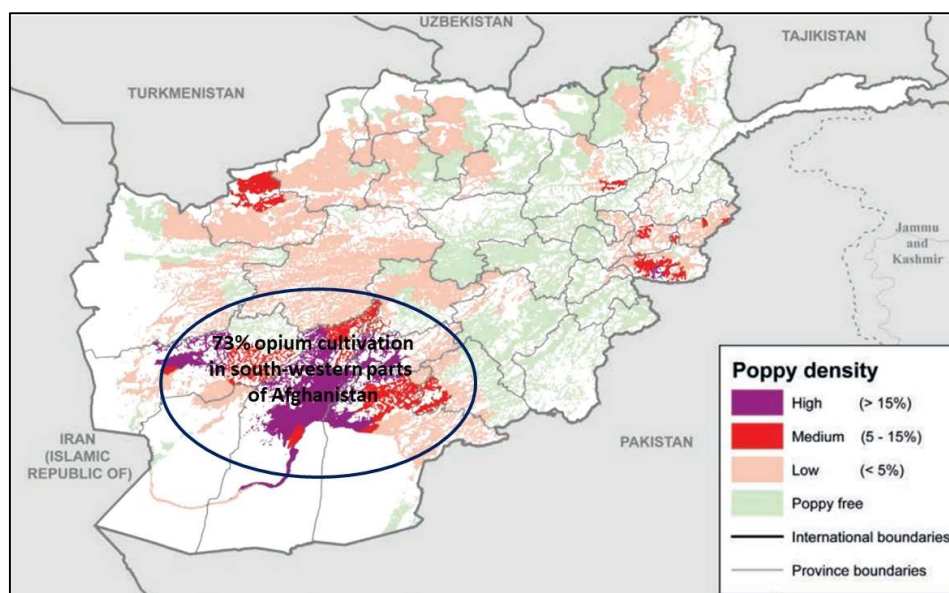 UZBEKISTAN
TAJIKISTAN
TURKMENISTAN
Jammu
and
Kashmir
73% opium cultivation
in south-western parts
of Afghanistan
IRAN
(ISLAMIC
REPUBLIC OF)
PAKISTAN
Poppy density
High (> 15%)
Medium (5 - 15%)
Low (< 5%)
Poppy free
International boundaries
Province boundaries